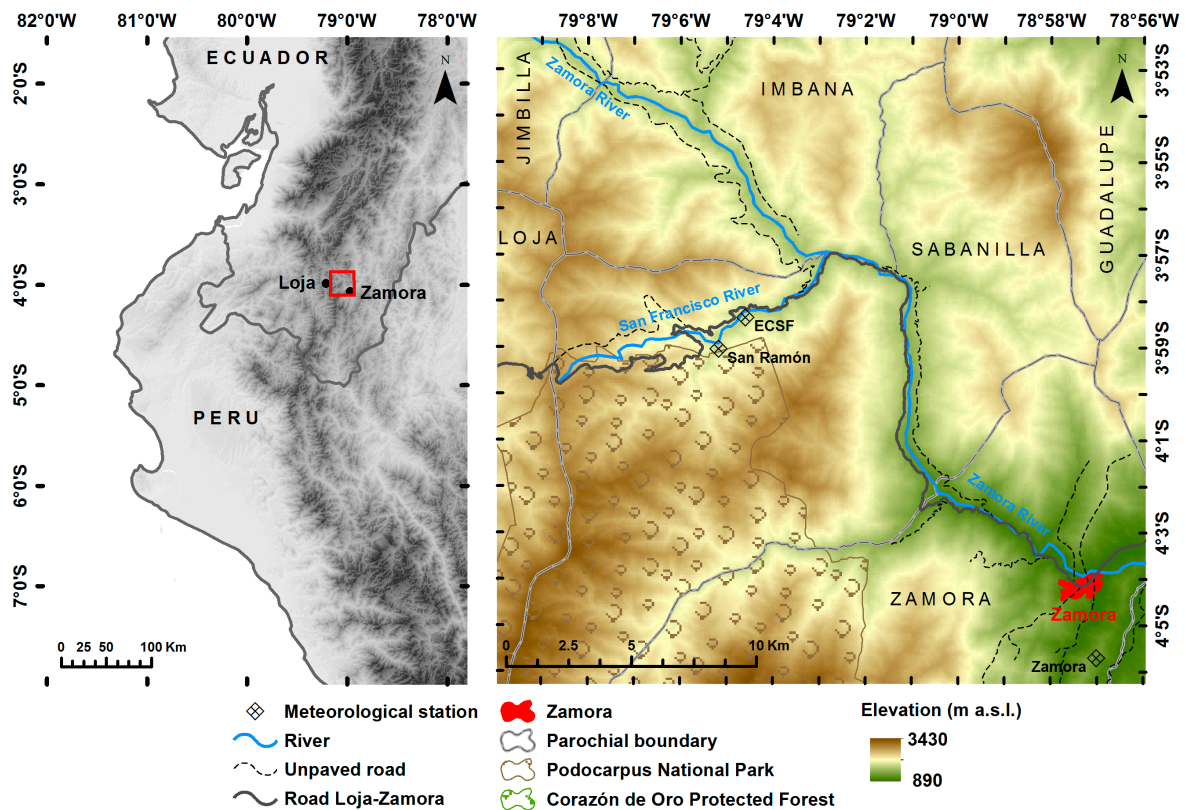 82°0'W 81°0'W 80°0'W 79°0'W 78°0'W
2°0'S
3°0'S
4°0'S
5°0'S
6°0'S
7°0'S
ECUADOR
N
Loja
Zamora
PERU
0 25 50 100 Km
79°8'W 79°6'W 79°4'W 79°2'W 79°0'W 78°58'W 78°56'W
3°53'S
3°55'S
3°57'S
3°59'S
4°1'S
4°3'S
4°5'S
N
JIMBILLA
Zamora River
IMBANA
GUADALUPE
LOJA
SABANILLA
San Francisco River
ECSF
San Ramón
Zamora River
ZAMORA
Zamora
Zamora
0 2.5 5 10 Km
Meteorological station
River
Unpaved road
Road Loja-Zamora
Zamora
Parochial boundary
Podocarpus National Park
Corazón de Oro Protected Forest
Elevation (m a.s.l.)
3430
890